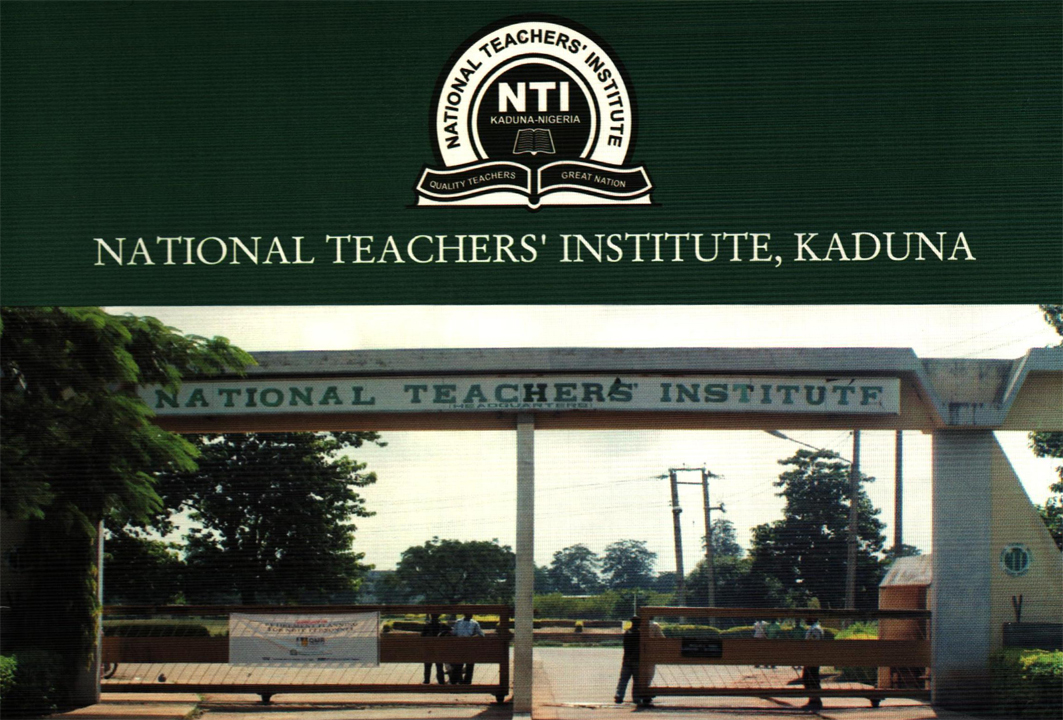 NATIONAL TEACHERS' INSTITUTE
NTI
KADUNA-NIGERIA
QUALITY TEACHERS
GREAT NATION
NATIONAL TEACHERS' INSTITUTE, KADUNA
NATIONAL TEACHERS' INSTITUTE
(HEADQUARTERS)